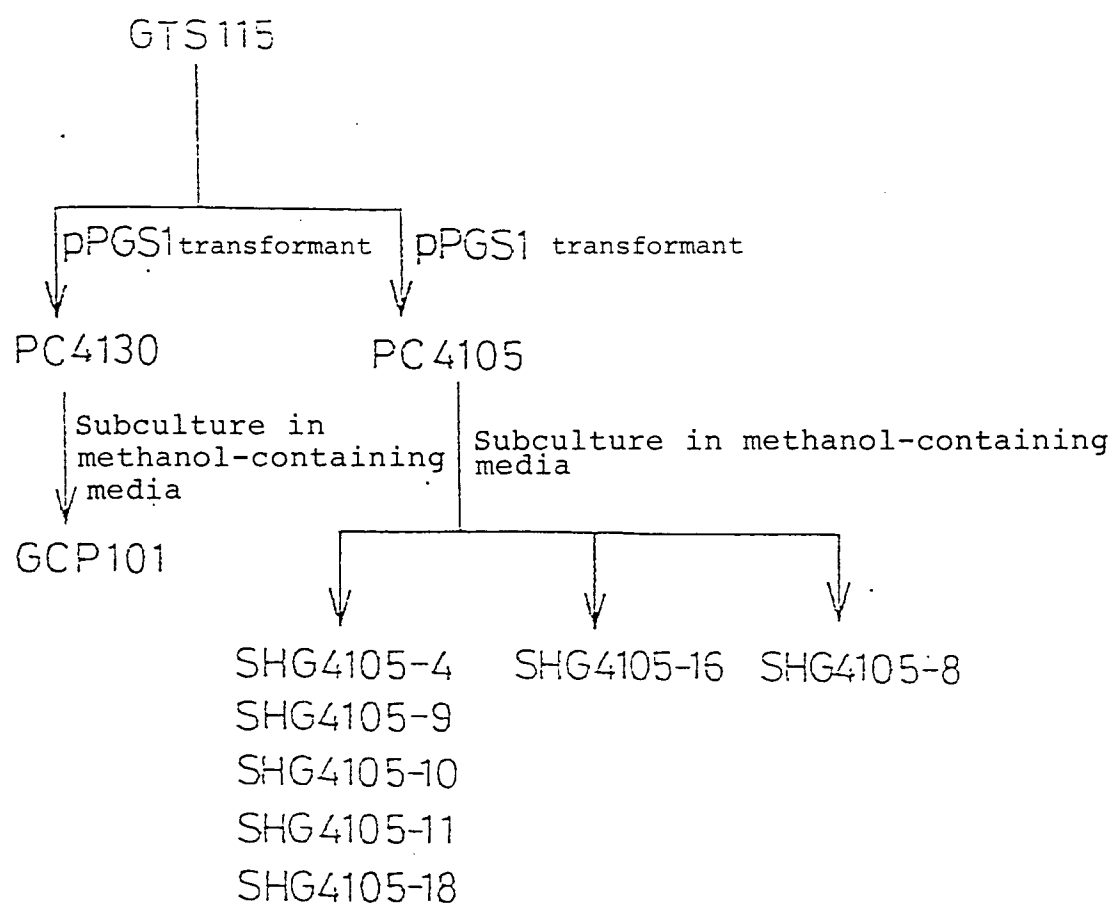 GTS115
pPGS1 transformant
pPGS1 transformant
PC4130
PC4105
Subculture in
methanol-containing
media
Subculture in methanol-containing
media
GCP101
SHG4105-4
SHG4105-16
SHG4105-8
SHG4105-9
SHG4105-10
SHG4105-11
SHG4105-18